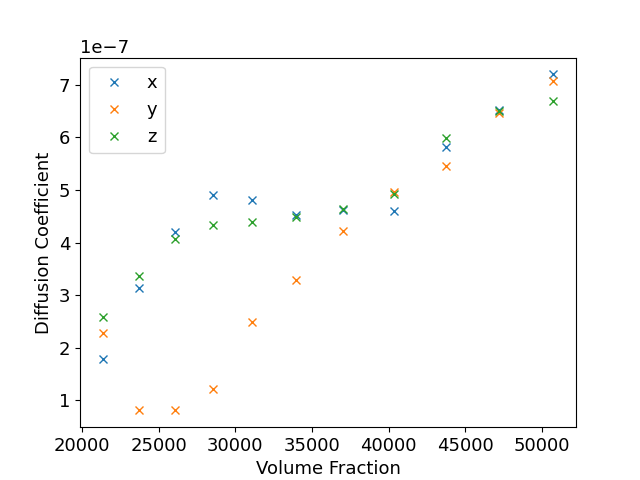 1e−7
x
y
z
7
6
5
4
3
2
1
Diffusion Coefficient
20000 25000 30000 35000 40000 45000 50000
Volume Fraction